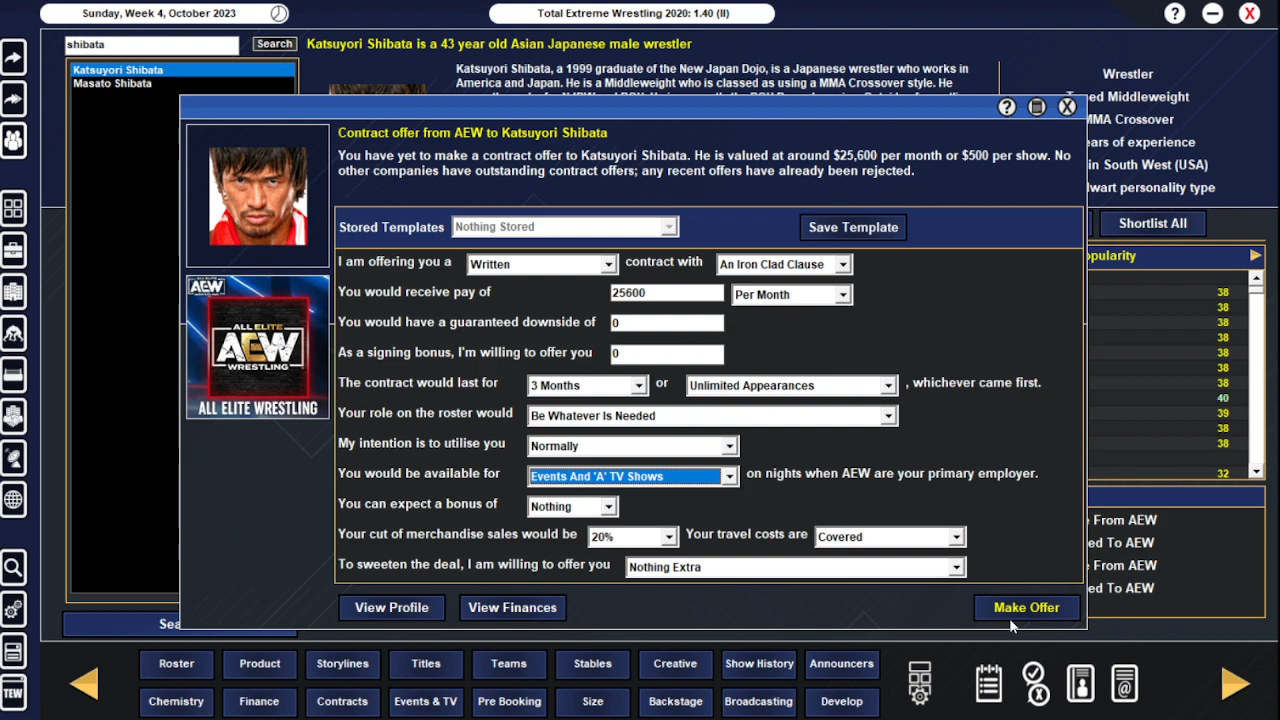 Sunday, Week 4, October 2023
Total Extreme Wrestling 2020: 1.40 (II)
?
X
shibata
Search
Katsuyori Shibata is a 43 year old Asian Japanese male wrestler
Katsuyori Shibata
Masato Shibata
Katsuyori Shibata, a 1999 graduate of the New Japan Dojo, is a Japanese wrestler who works in
America and Japan. He is a Middleweight who is classed as using a MMA Crossover style. He
Wrestler
ed Middleweight
MMA Crossover
ears of experience
in South West (USA)
wart personality type
Shortlist All
opularity
38
38
38
38
38
38
38
40
39
38
38
32
e From AEW
ed To AEW
e From AEW
ed To AEW
? X
Contract offer from AEW to Katsuyori Shibata
You have yet to make a contract offer to Katsuyori Shibata. He is valued at around $25,600 per month or $500 per show. No
other companies have outstanding contract offers; any recent offers have already been rejected.
AEW
ALL ELITE
AEW
WRESTLING
ALL ELITE WRESTLING
Stored Templates Nothing Stored Save Template
I am offering you a Written contract with An Iron Clad Clause
You would receive pay of 25600 Per Month
You would have a guaranteed downside of 0
As a signing bonus, I'm willing to offer you 0
The contract would last for 3 Months or Unlimited Appearances , whichever came first.
Your role on the roster would Be Whatever Is Needed
My intention is to utilise you Normally
You would be available for Events And 'A' TV Shows on nights when AEW are your primary employer.
You can expect a bonus of Nothing
Your cut of merchandise sales would be 20% Your travel costs are Covered
To sweeten the deal, I am willing to offer you Nothing Extra
View Profile View Finances Make Offer
Sea
Roster Product Storylines Titles Teams Stables Creative Show History Announcers
Chemistry Finance Contracts Events & TV Pre Booking Size Backstage Broadcasting Develop
TEW